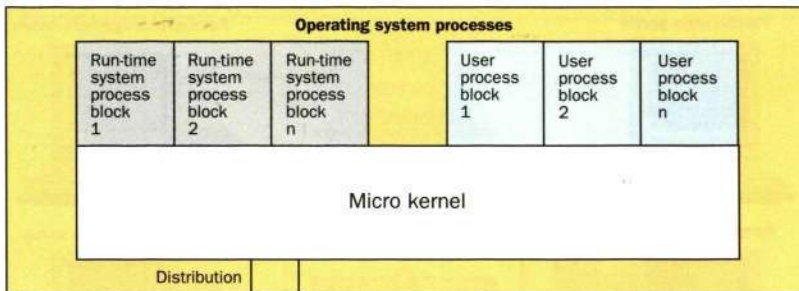 Operating system processes
Run-time
system
process
block
1
Run-time
system
process
block
2
Run-time
system
process
block
n
User
process
block
1
User
process
block
2
User
process
block
n
Micro kernel
Distribution